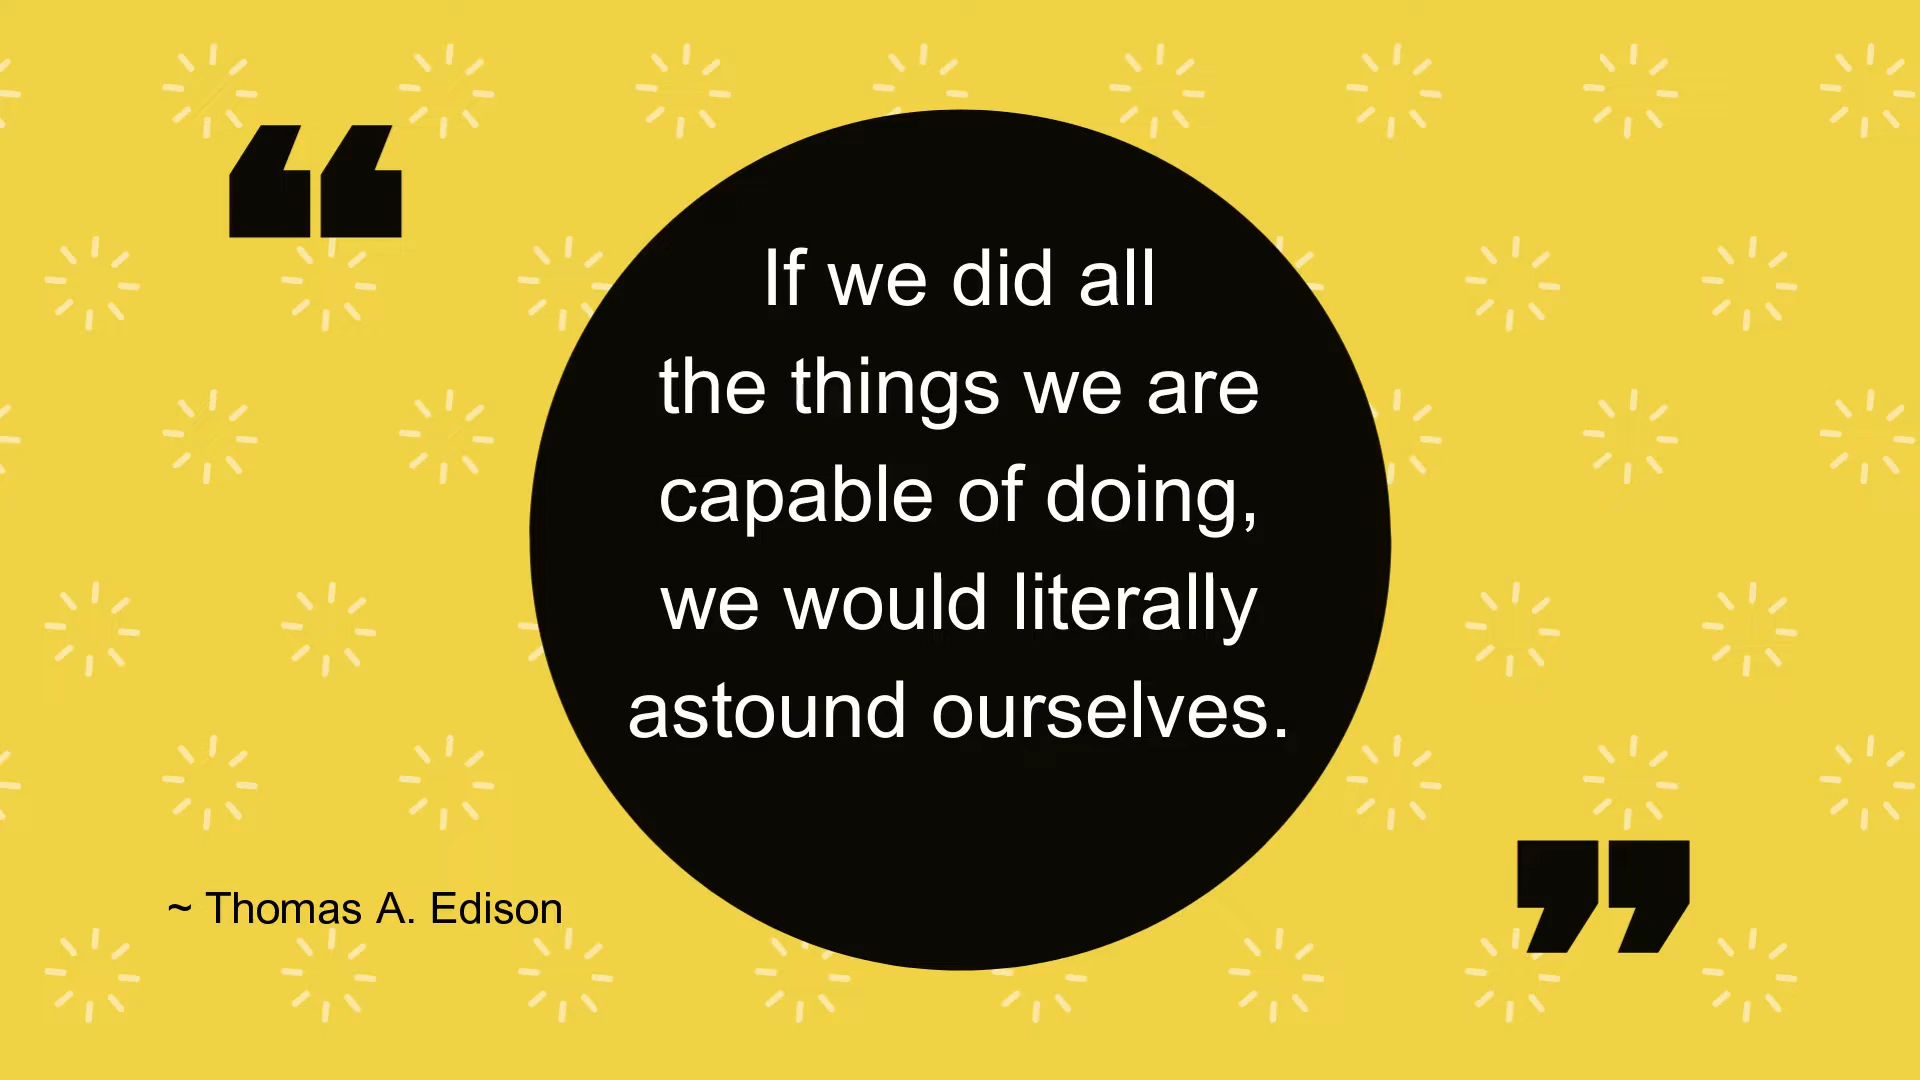 “
If we did all
the things we are
capable of doing,
we would literally
astound ourselves.
”
~ Thomas A. Edison